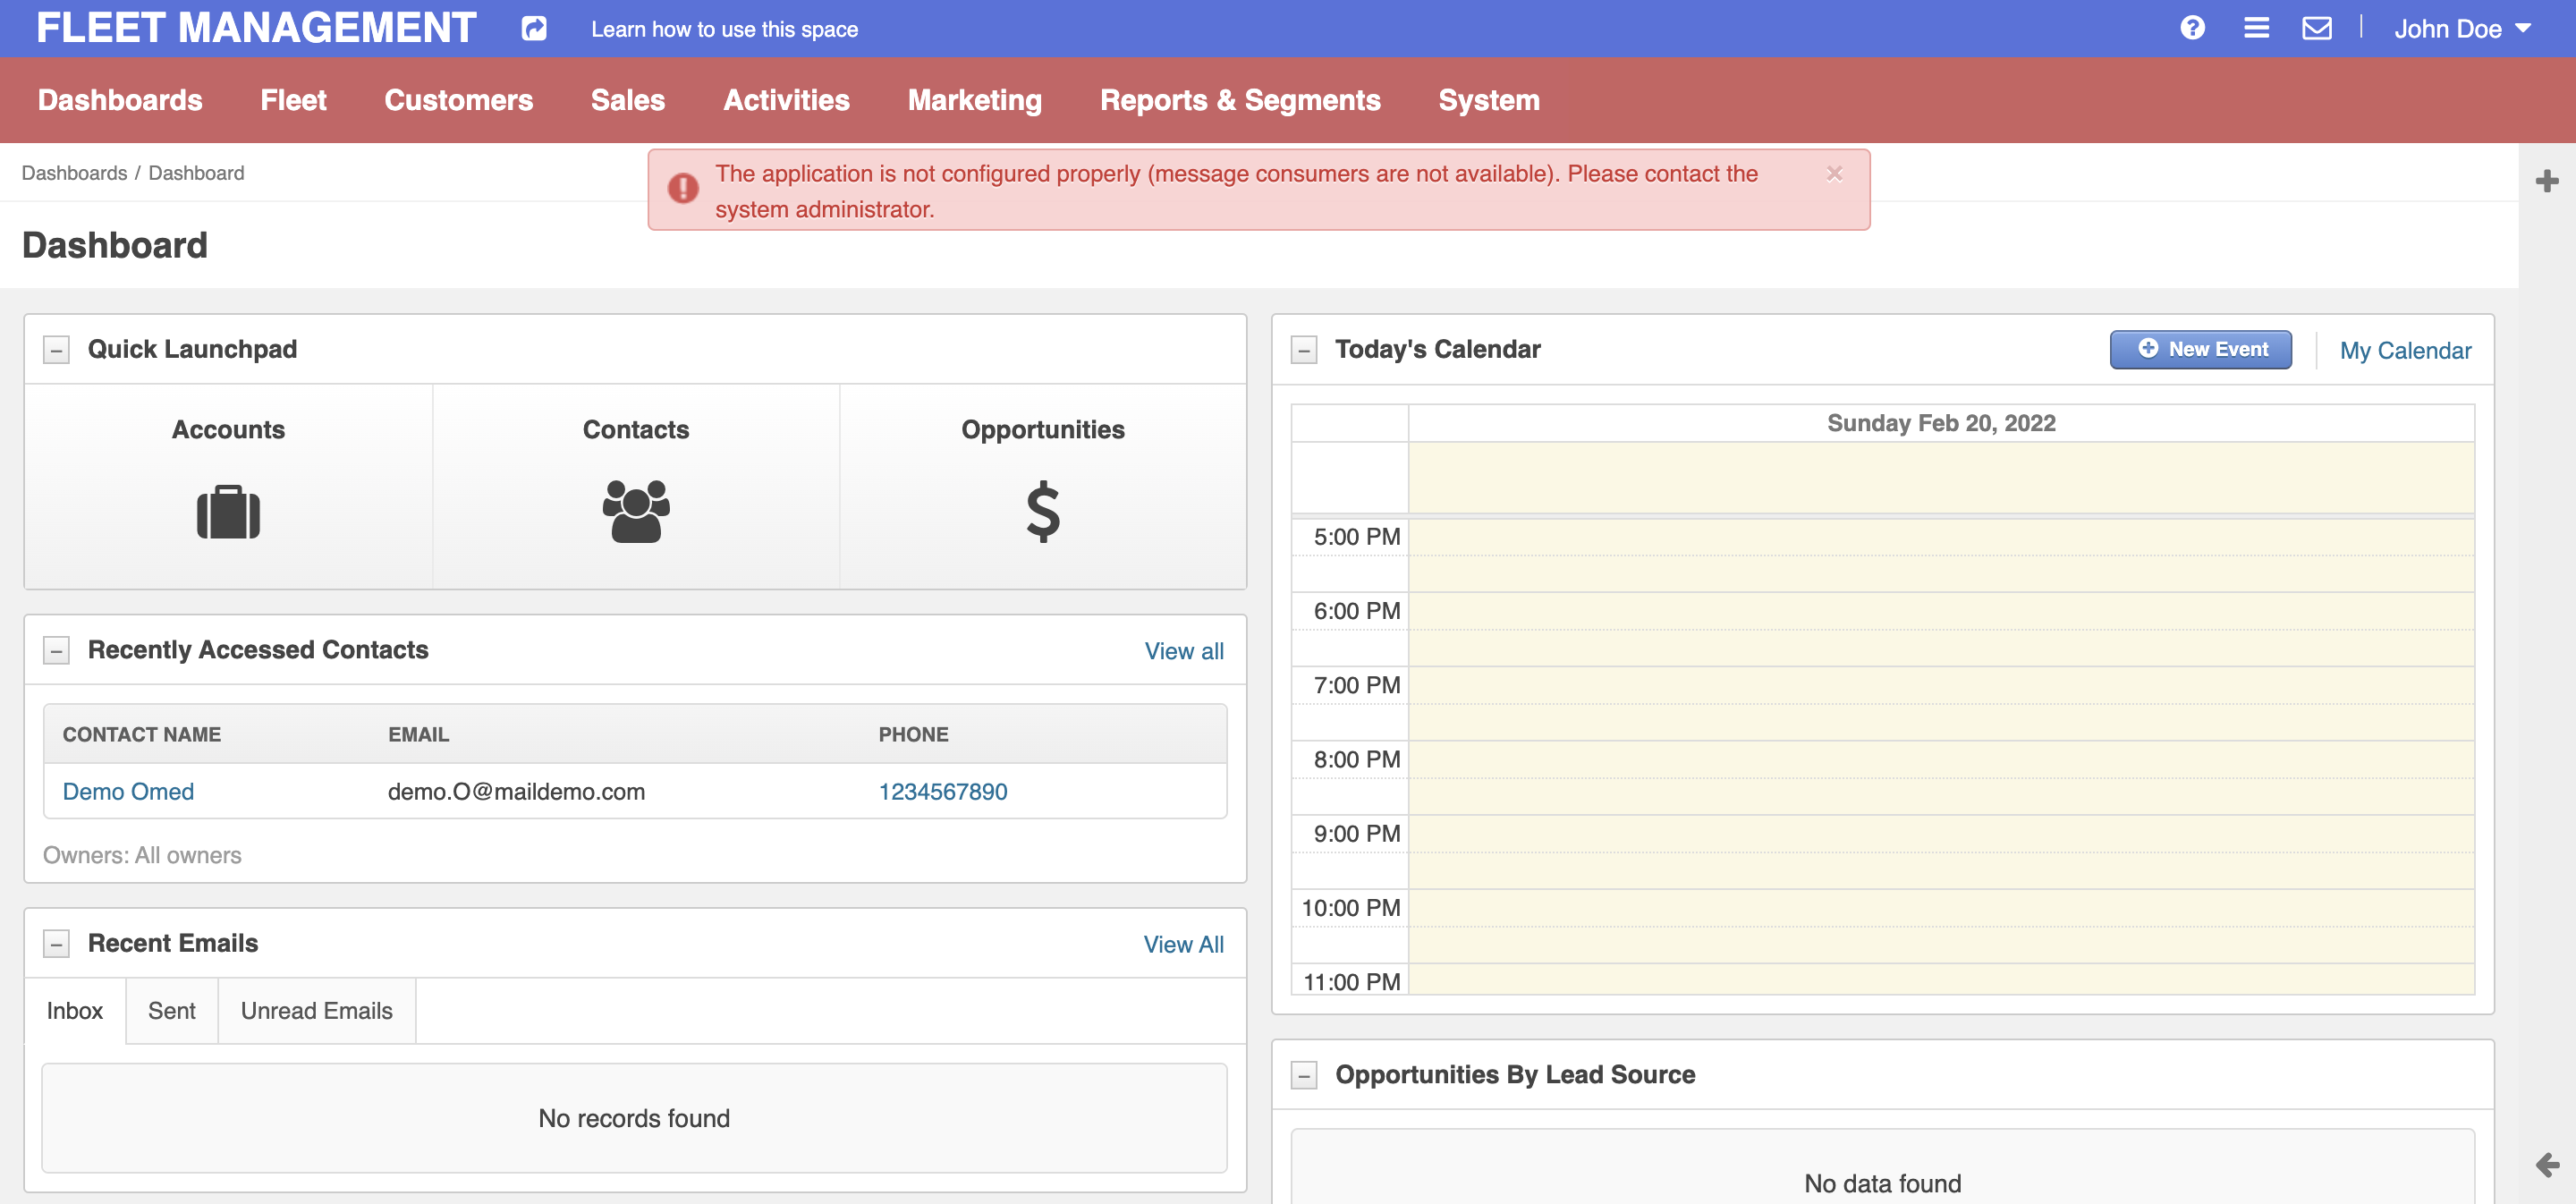 FLEET MANAGEMENT
Learn how to use this space
John Doe
Dashboards Fleet Customers Sales Activities Marketing Reports & Segments System
Dashboards / Dashboard
The application is not configured properly (message consumers are not available). Please contact the
system administrator.
Dashboard
Quick Launchpad
Accounts
Contacts
Opportunities
Recently Accessed Contacts
View all
CONTACT NAME EMAIL PHONE
Demo Omed demo.O@maildemo.com 1234567890
Owners: All owners
Recent Emails
View All
Inbox Sent Unread Emails
No records found
Today's Calendar
New Event
My Calendar
Sunday Feb 20, 2022
5:00 PM
6:00 PM
7:00 PM
8:00 PM
9:00 PM
10:00 PM
11:00 PM
Opportunities By Lead Source
No data found